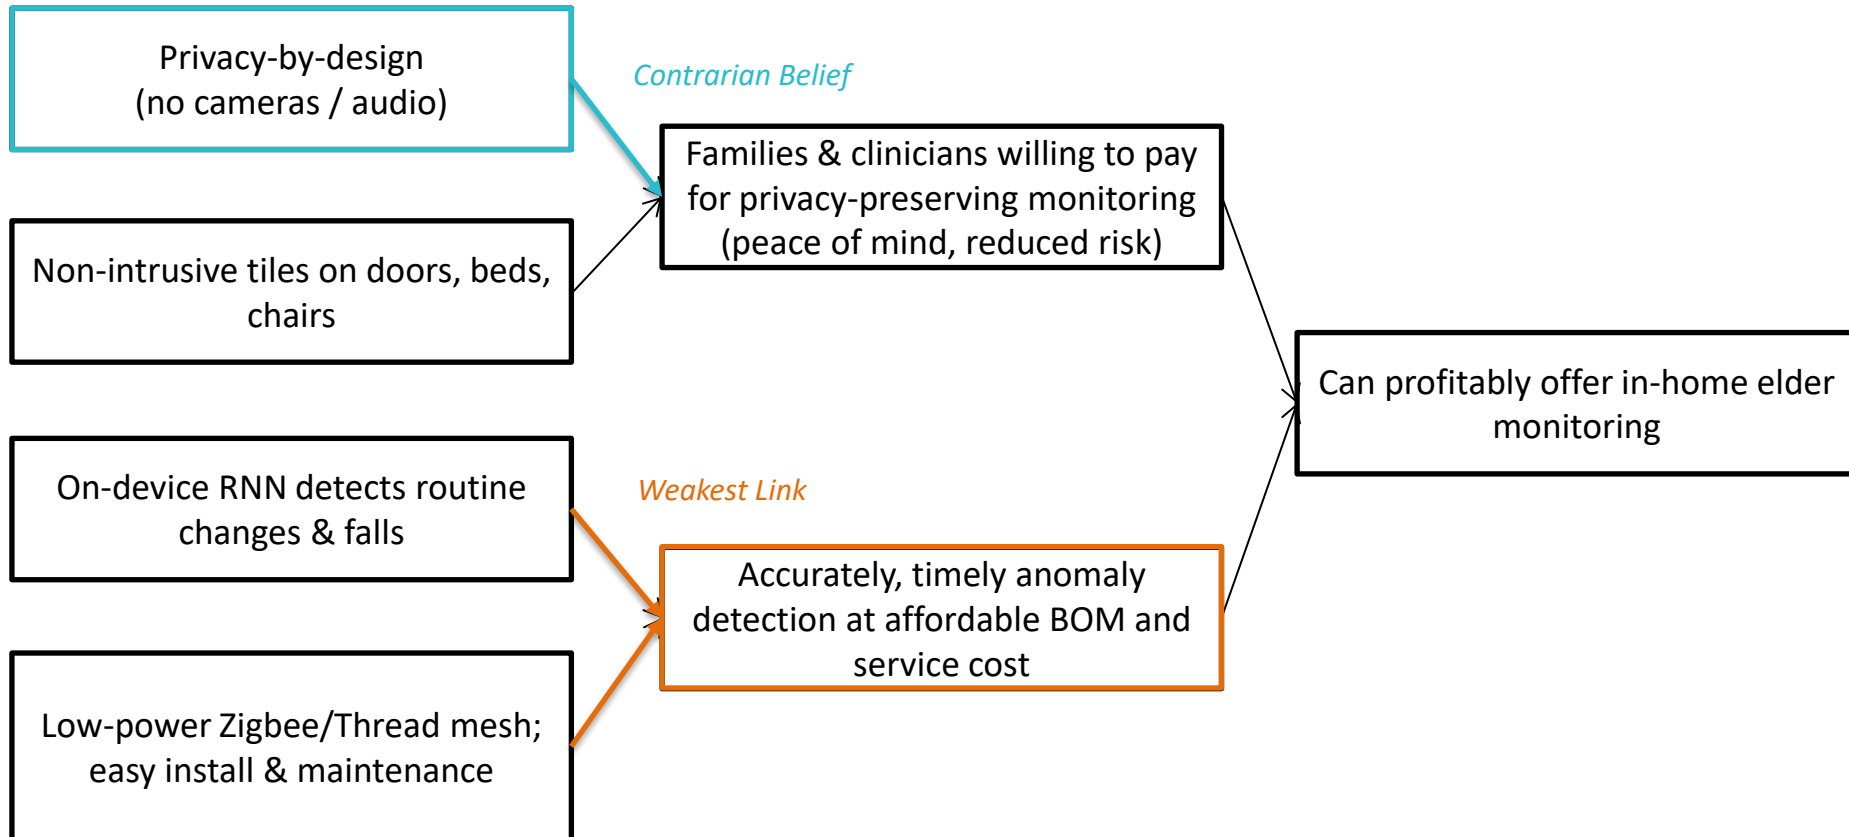 Privacy-by-design
(no cameras / audio)
Contrarian Belief
Families & clinicians willing to pay
for privacy-preserving monitoring
(peace of mind, reduced risk)
Non-intrusive tiles on doors, beds,
chairs
Can profitably offer in-home elder
monitoring
On-device RNN detects routine
changes & falls
Weakest Link
Accurately, timely anomaly
detection at affordable BOM and
service cost
Low-power Zigbee/Thread mesh;
easy install & maintenance